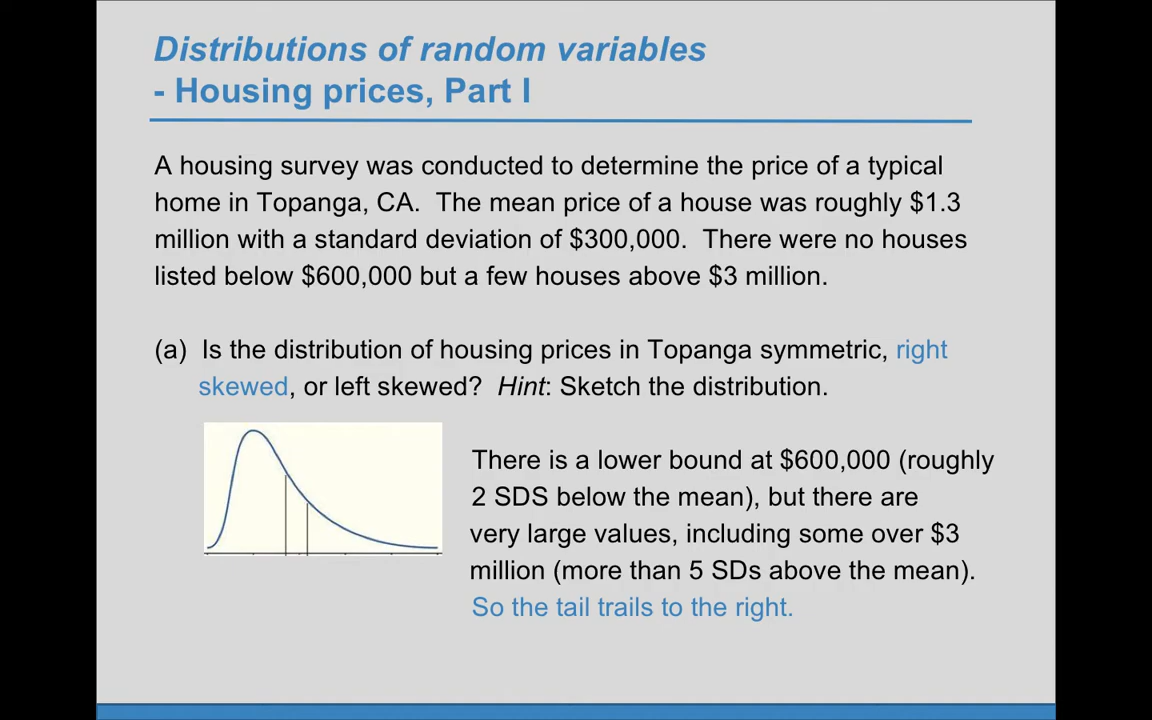 Distributions of random variables
- Housing prices, Part I
A housing survey was conducted to determine the price of a typical
home in Topanga, CA. The mean price of a house was roughly $1.3
million with a standard deviation of $300,000. There were no houses
listed below $600,000 but a few houses above $3 million.
(a) Is the distribution of housing prices in Topanga symmetric, right
skewed, or left skewed? Hint: Sketch the distribution.
There is a lower bound at $600,000 (roughly
2 SDS below the mean), but there are
very large values, including some over $3
million (more than 5 SDs above the mean).
So the tail trails to the right.